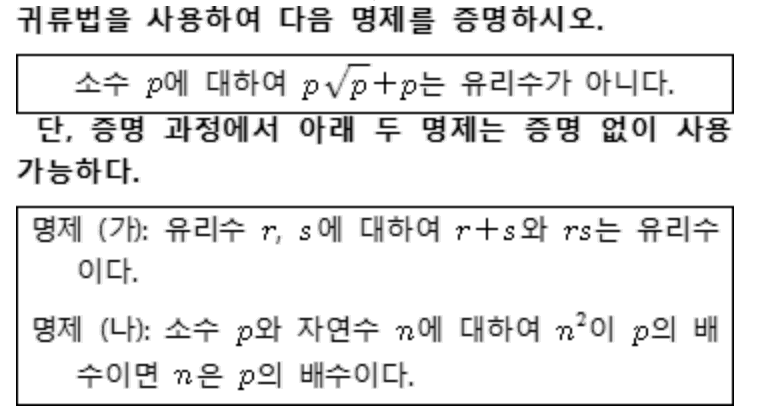 귀류법을 사용하여 다음 명제를 증명하시오.
소수 p에 대하여 p√p+p는 유리수가 아니다.
단, 증명 과정에서 아래 두 명제는 증명 없이 사용
가능하다.
명제 (가): 유리수 r, s에 대하여 r+s와 rs는 유리수
이다.
명제 (나): 소수 p와 자연수 n에 대하여 n²이 p의 배
수이면 n은 p의 배수이다.